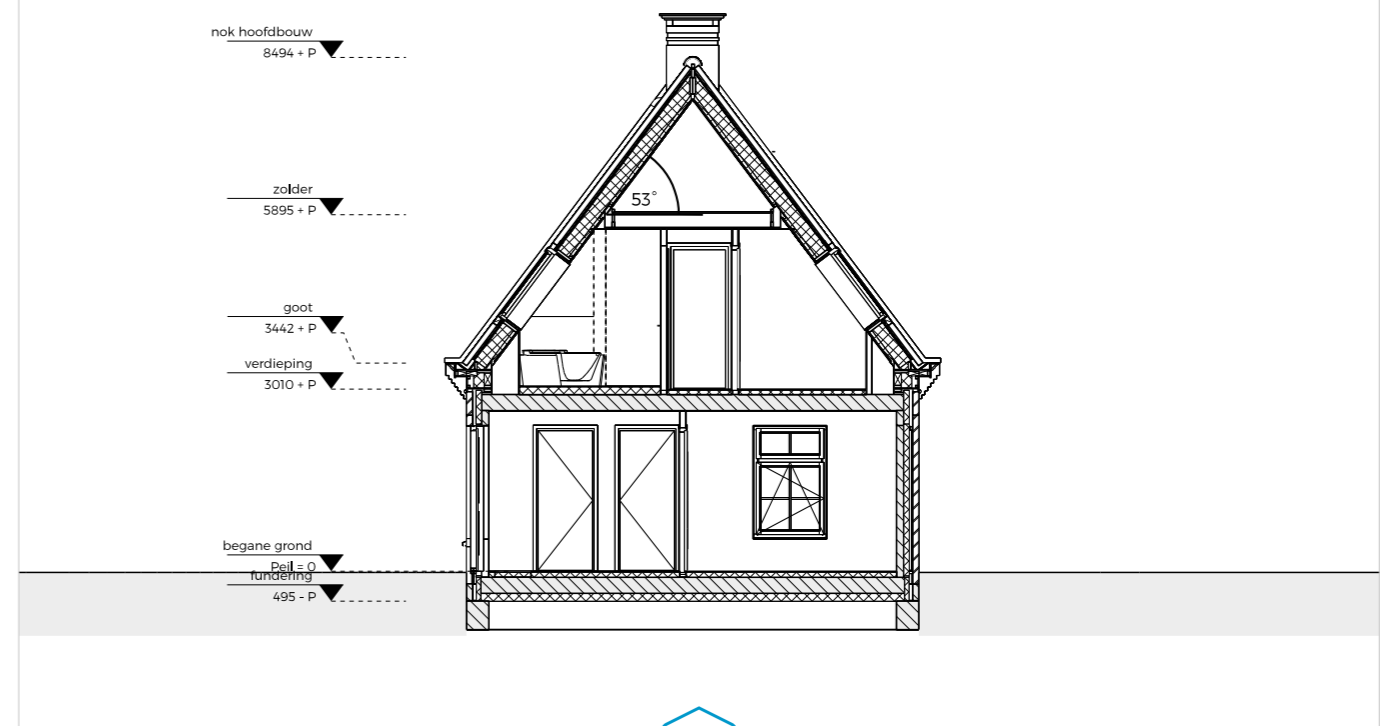 nok hoofdbouw
8494 + P
zolder
5895 + P
53°
goot
3442 + P
verdieping
3010 + P
begane grond
Peil = 0
fundering
495 - P